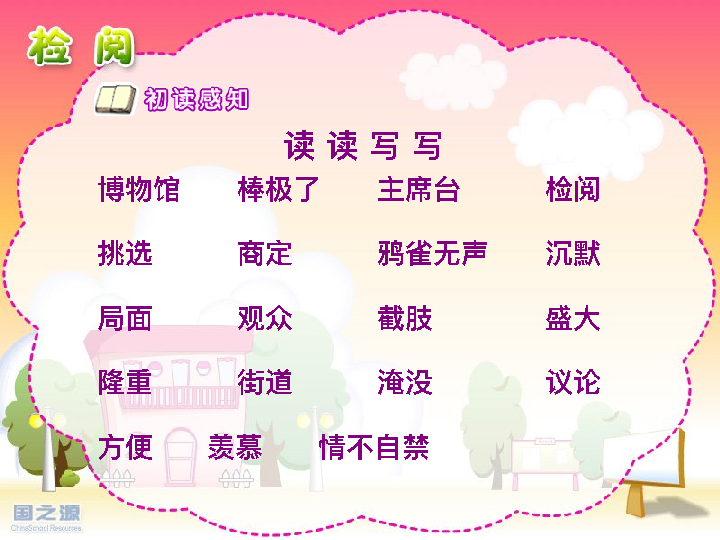 检 阅
初读感知
读 读 写 写
博物馆 棒极了 主席台 检阅
挑选 商定 鸦雀无声 沉默
局面 观众 截肢 盛大
隆重 街道 淹没 议论
方便 羡慕 情不自禁
国之源
ChinaSchool Resources